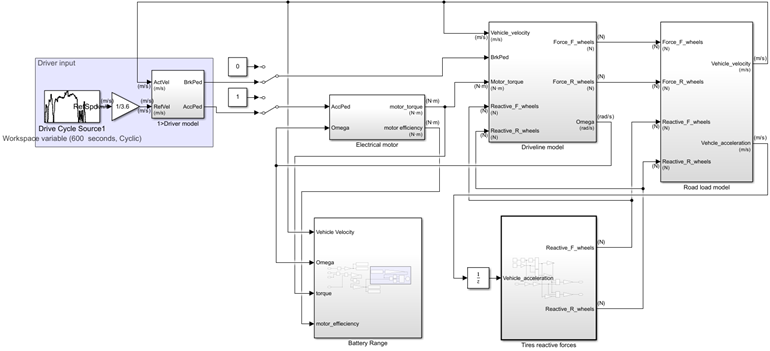 Driver input
RefSpd
(m/s)
Drive Cycle Source1
Workspace variable (600 seconds, Cyclic)
1/3.6
(m/s)
(m/s)
ActVel
(m/s)
BrkPed
RefVel
(m/s)
AccPed
1>Driver model
0
1
AccPed
motor_torque
(N·m)
(N·m)
Omega
motor efficiency
(N·m)
(N·m)
Electrical motor
(m/s)
Vehicle_velocity
(m/s)
BrkPed
(N·m)
Motor_torque
(N·m)
(N)
Reactive_F_wheels
(N)
(N)
Reactive_R_wheels
(N)
Force_F_wheels
(N)
(N)
Force_R_wheels
(N)
(N)
Omega
(rad/s)
(rad/s)
Driveline model
(N)
Force_F_wheels
(N)
(N)
Force_R_wheels
(N)
(N)
Reactive_F_wheels
(N)
(N)
Reactive_R_wheels
(N)
Vehicle_velocity
(m/s)
(m/s)
Vehcle_acceleration
(m/s)
(m/s)
Road load model
Vehicle Velocity
Omega
torque
motor_effieciency
Battery Range
1
z
Vehicle_acceleration
Reactive_F_wheels
(N)
Reactive_R_wheels
(N)
Tires reactive forces